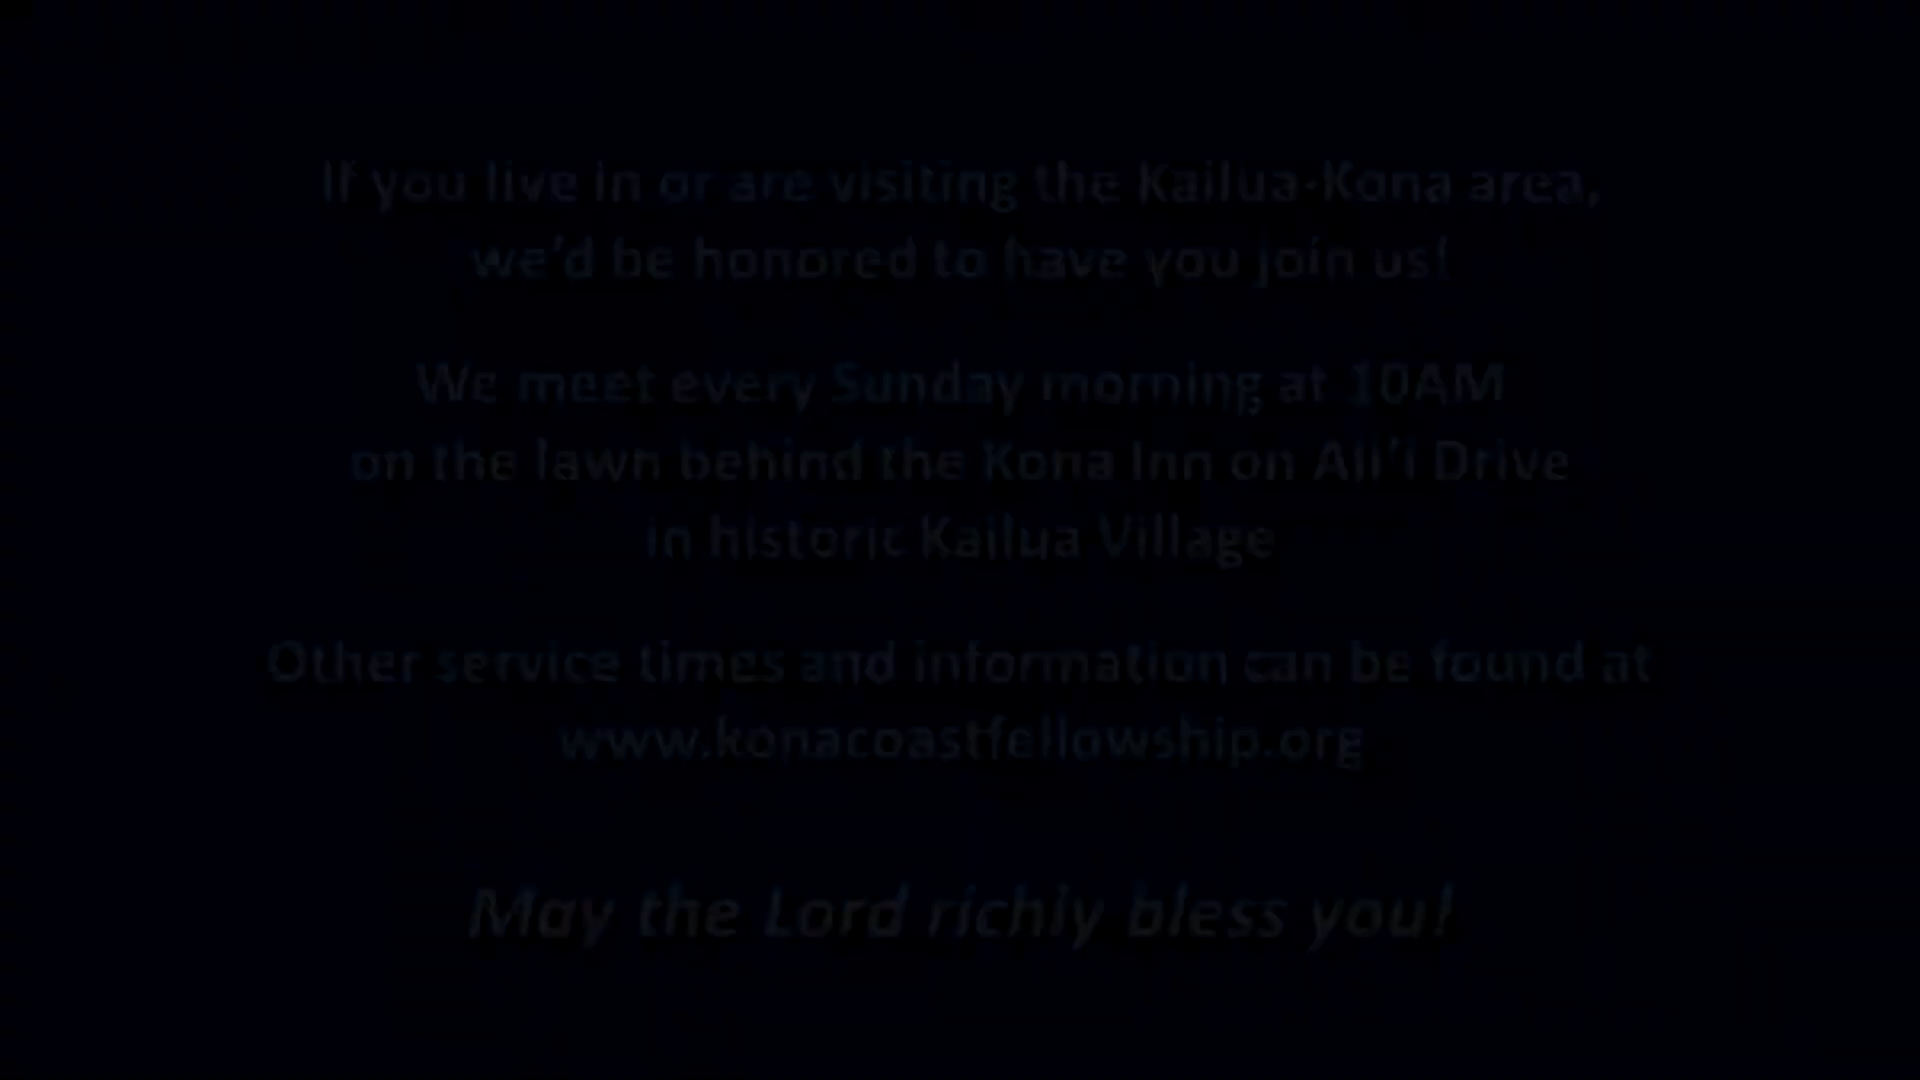 If you live in or are visiting the Kailua-Kona area,
we'd be honored to have you join us!
We meet every Sunday morning at 10AM
on the lawn behind the Kona Inn on Ali'i Drive
in historic Kailua Village
Other service times and information can be found at
www.konacoastfellowship.org
May the Lord richly bless you!